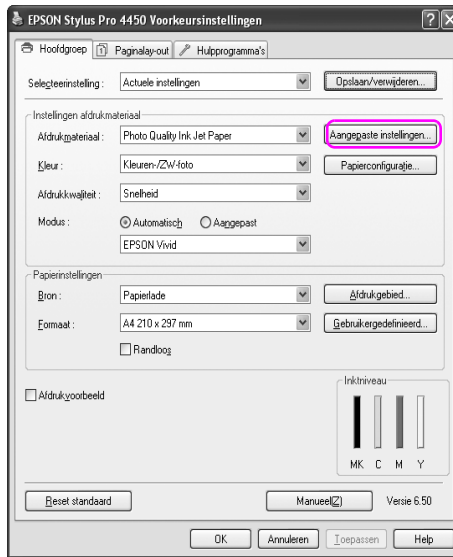 EPSON Stylus Pro 4450 Voorkeursinstellingen
Hoofdgroep Paginalay-out Hulpprogramma's
Selecteerinstelling : Actuele instellingen Opslaan/verwijderen...
Instellingen afdrukmateriaal
Afdrukmateriaal : Photo Quality Ink Jet Paper Aangepaste instellingen...
Kleur : Kleuren-/ZW-foto Papierconfiguratie...
Afdrukkwaliteit : Snelheid
Modus : Automatisch Aangepast
EPSON Vivid
Papierinstellingen
Bron : Papierlade Afdrukgebied...
Formaat : A4 210 x 297 mm Gebruikergedefinieerd...
Randloos
Afdrukvoorbeeld
Inktniveau
MK C M Y
Reset standaard Manueel(Z) Versie 6.50
OK Annuleren Toepassen Help